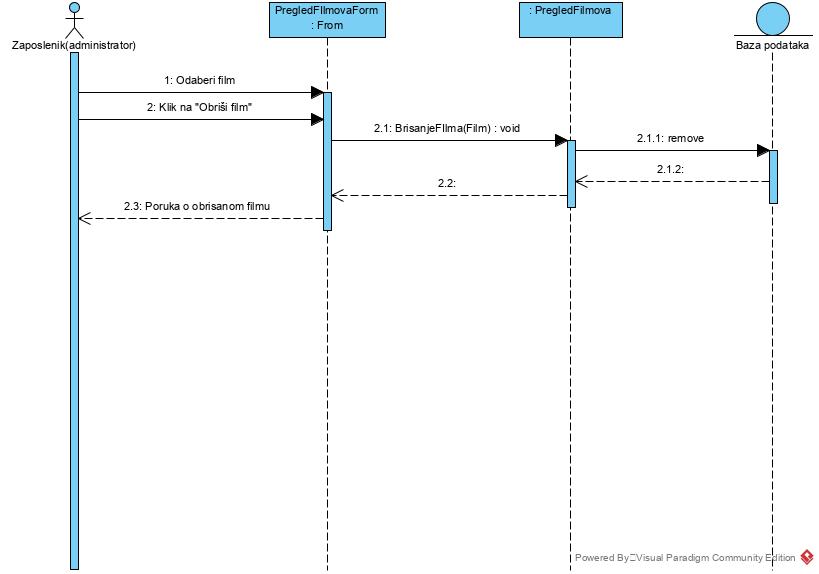 PregledFIlmovaForm
: From
: PregledFilmova
Zaposlenik(administrator)
Baza podataka
1: Odaberi film
2: Klik na "Obriši film"
2.1: BrisanjeFIlma(Film) : void
2.1.1: remove
2.1.2:
2.2:
2.3: Poruka o obrisanom filmu
Powered By Visual Paradigm Community Edition